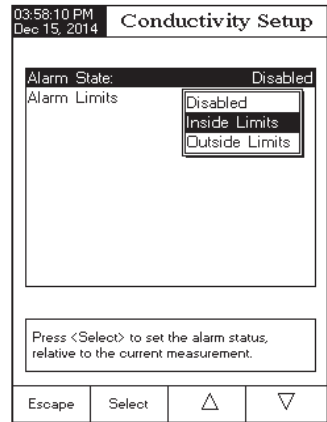 03:58:10 PM
Dec 15, 2014
Conductivity Setup
Alarm State: Disabled
Alarm Limits
Disabled
Inside Limits
Outside Limits
Press <Select> to set the alarm status,
relative to the current measurement.
Escape Select △ ▽